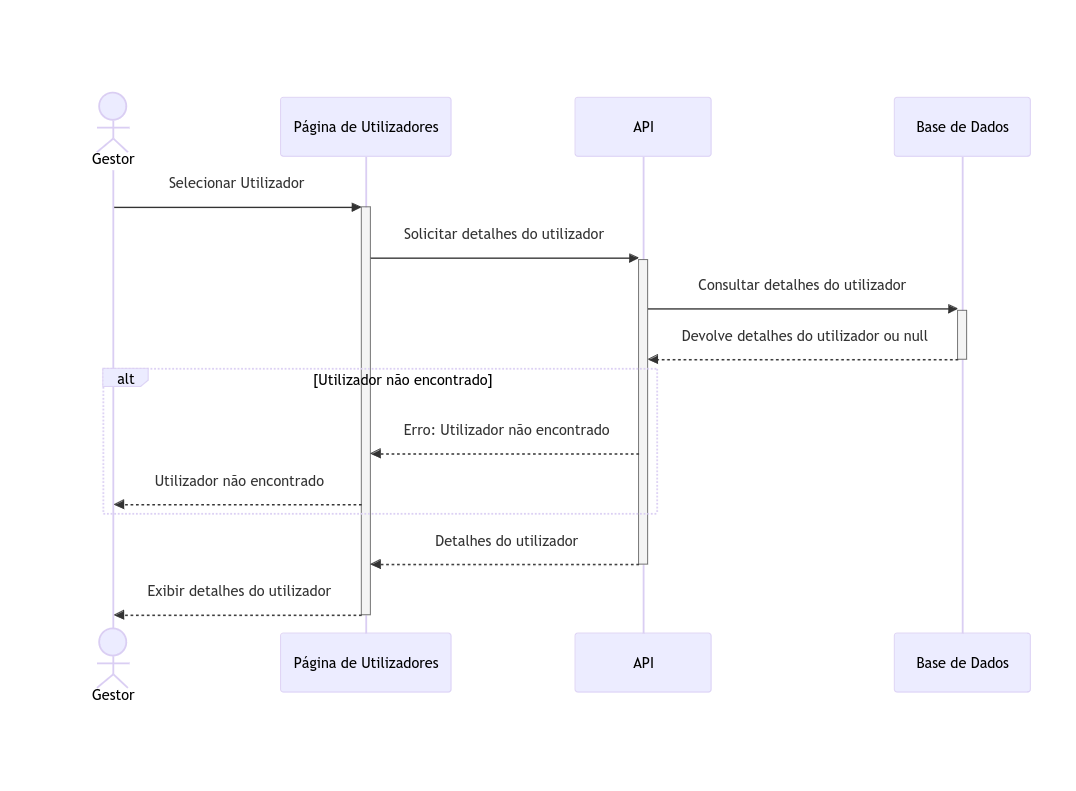 Gestor
Página de Utilizadores
API
Base de Dados
Selecionar Utilizador
Solicitar detalhes do utilizador
Consultar detalhes do utilizador
Devolve detalhes do utilizador ou null
alt
[Utilizador não encontrado]
Erro: Utilizador não encontrado
Utilizador não encontrado
Detalhes do utilizador
Exibir detalhes do utilizador
Gestor
Página de Utilizadores
API
Base de Dados